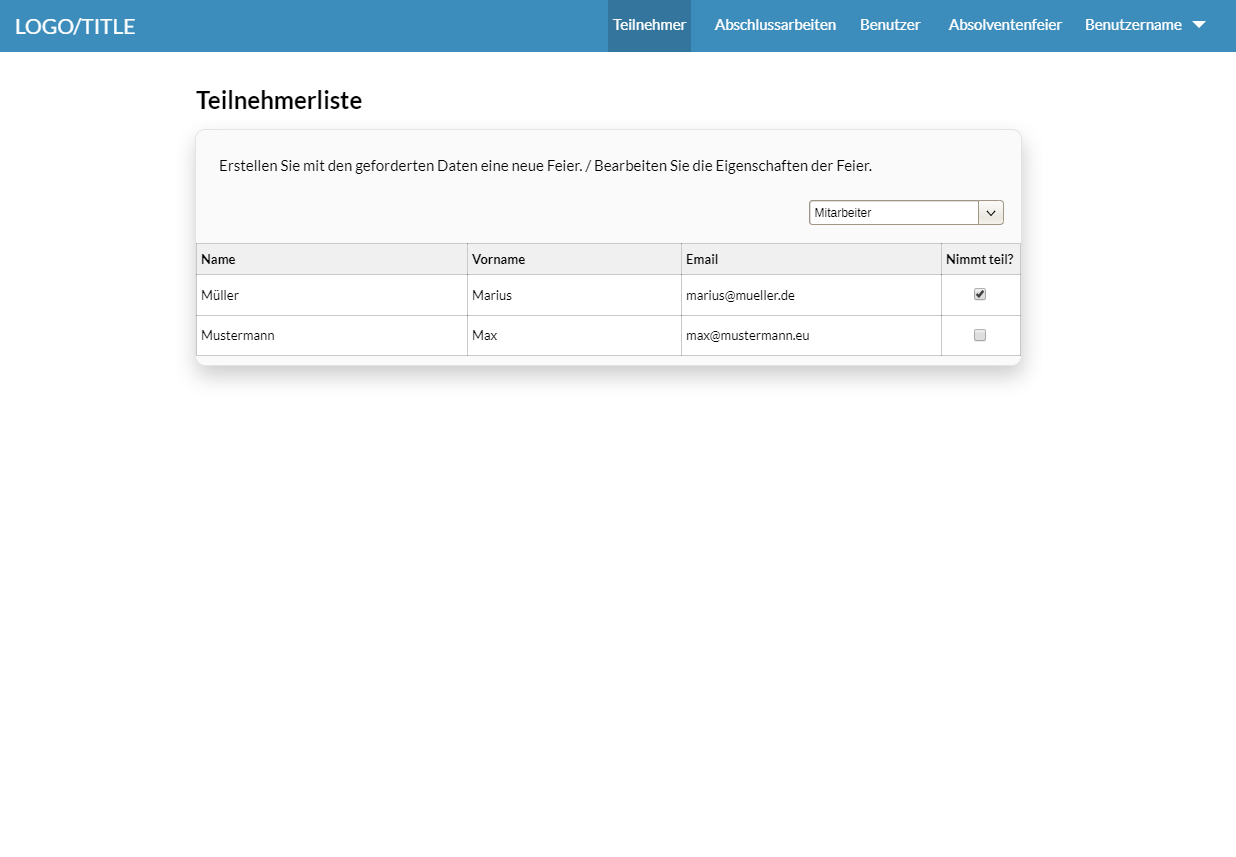 LOGO/TITLE Teilnehmer Abschlussarbeiten Benutzer Absolventenfeier Benutzername
Teilnehmerliste
Erstellen Sie mit den geforderten Daten eine neue Feier. / Bearbeiten Sie die Eigenschaften der Feier.
Mitarbeiter
Name Vorname Email Nimmt teil?
Müller Marius marius@mueller.de
Mustermann Max max@mustermann.eu